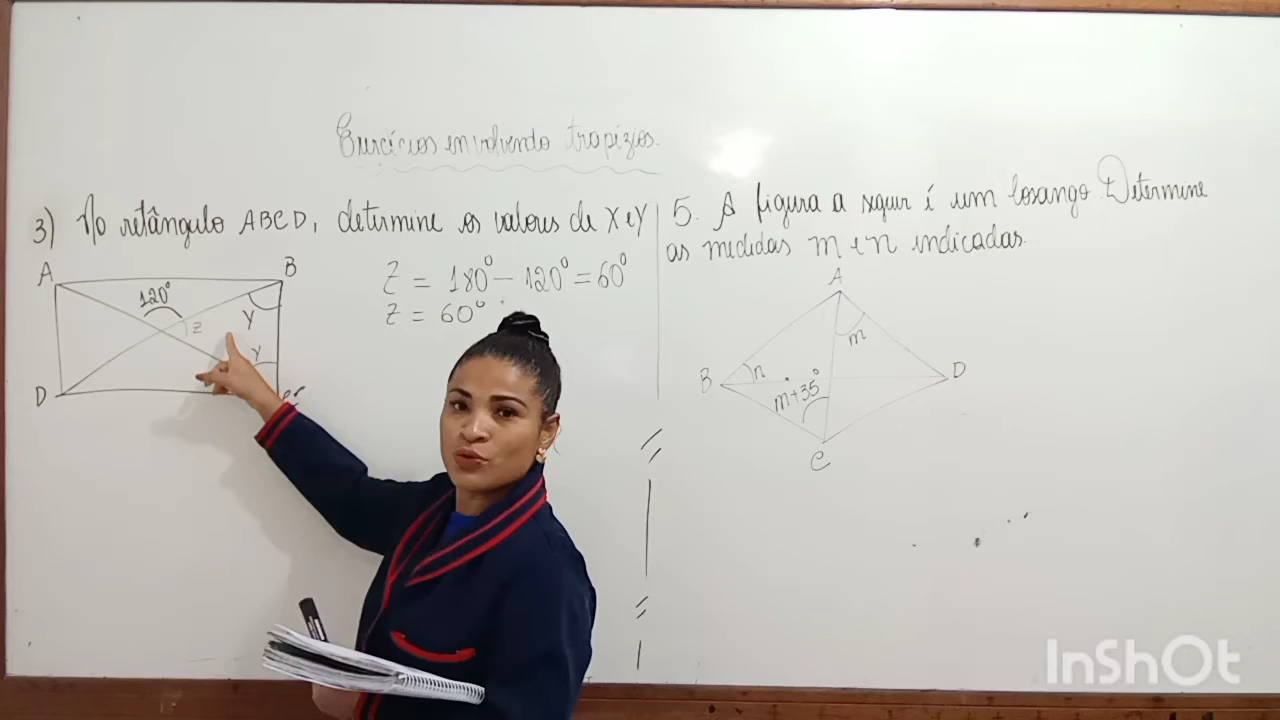 Exercícios envolvendo trapézios.
3) No retângulo ABCD, determine os valores de X e Y
A
B
120°
Z
Y
Y
D
Z = 180° - 120° = 60°
Z = 60°
5. A figura a seguir é um losango. Determine
as medidas m e n indicadas.
A
m
B
n
D
m+35°
C
InShOt